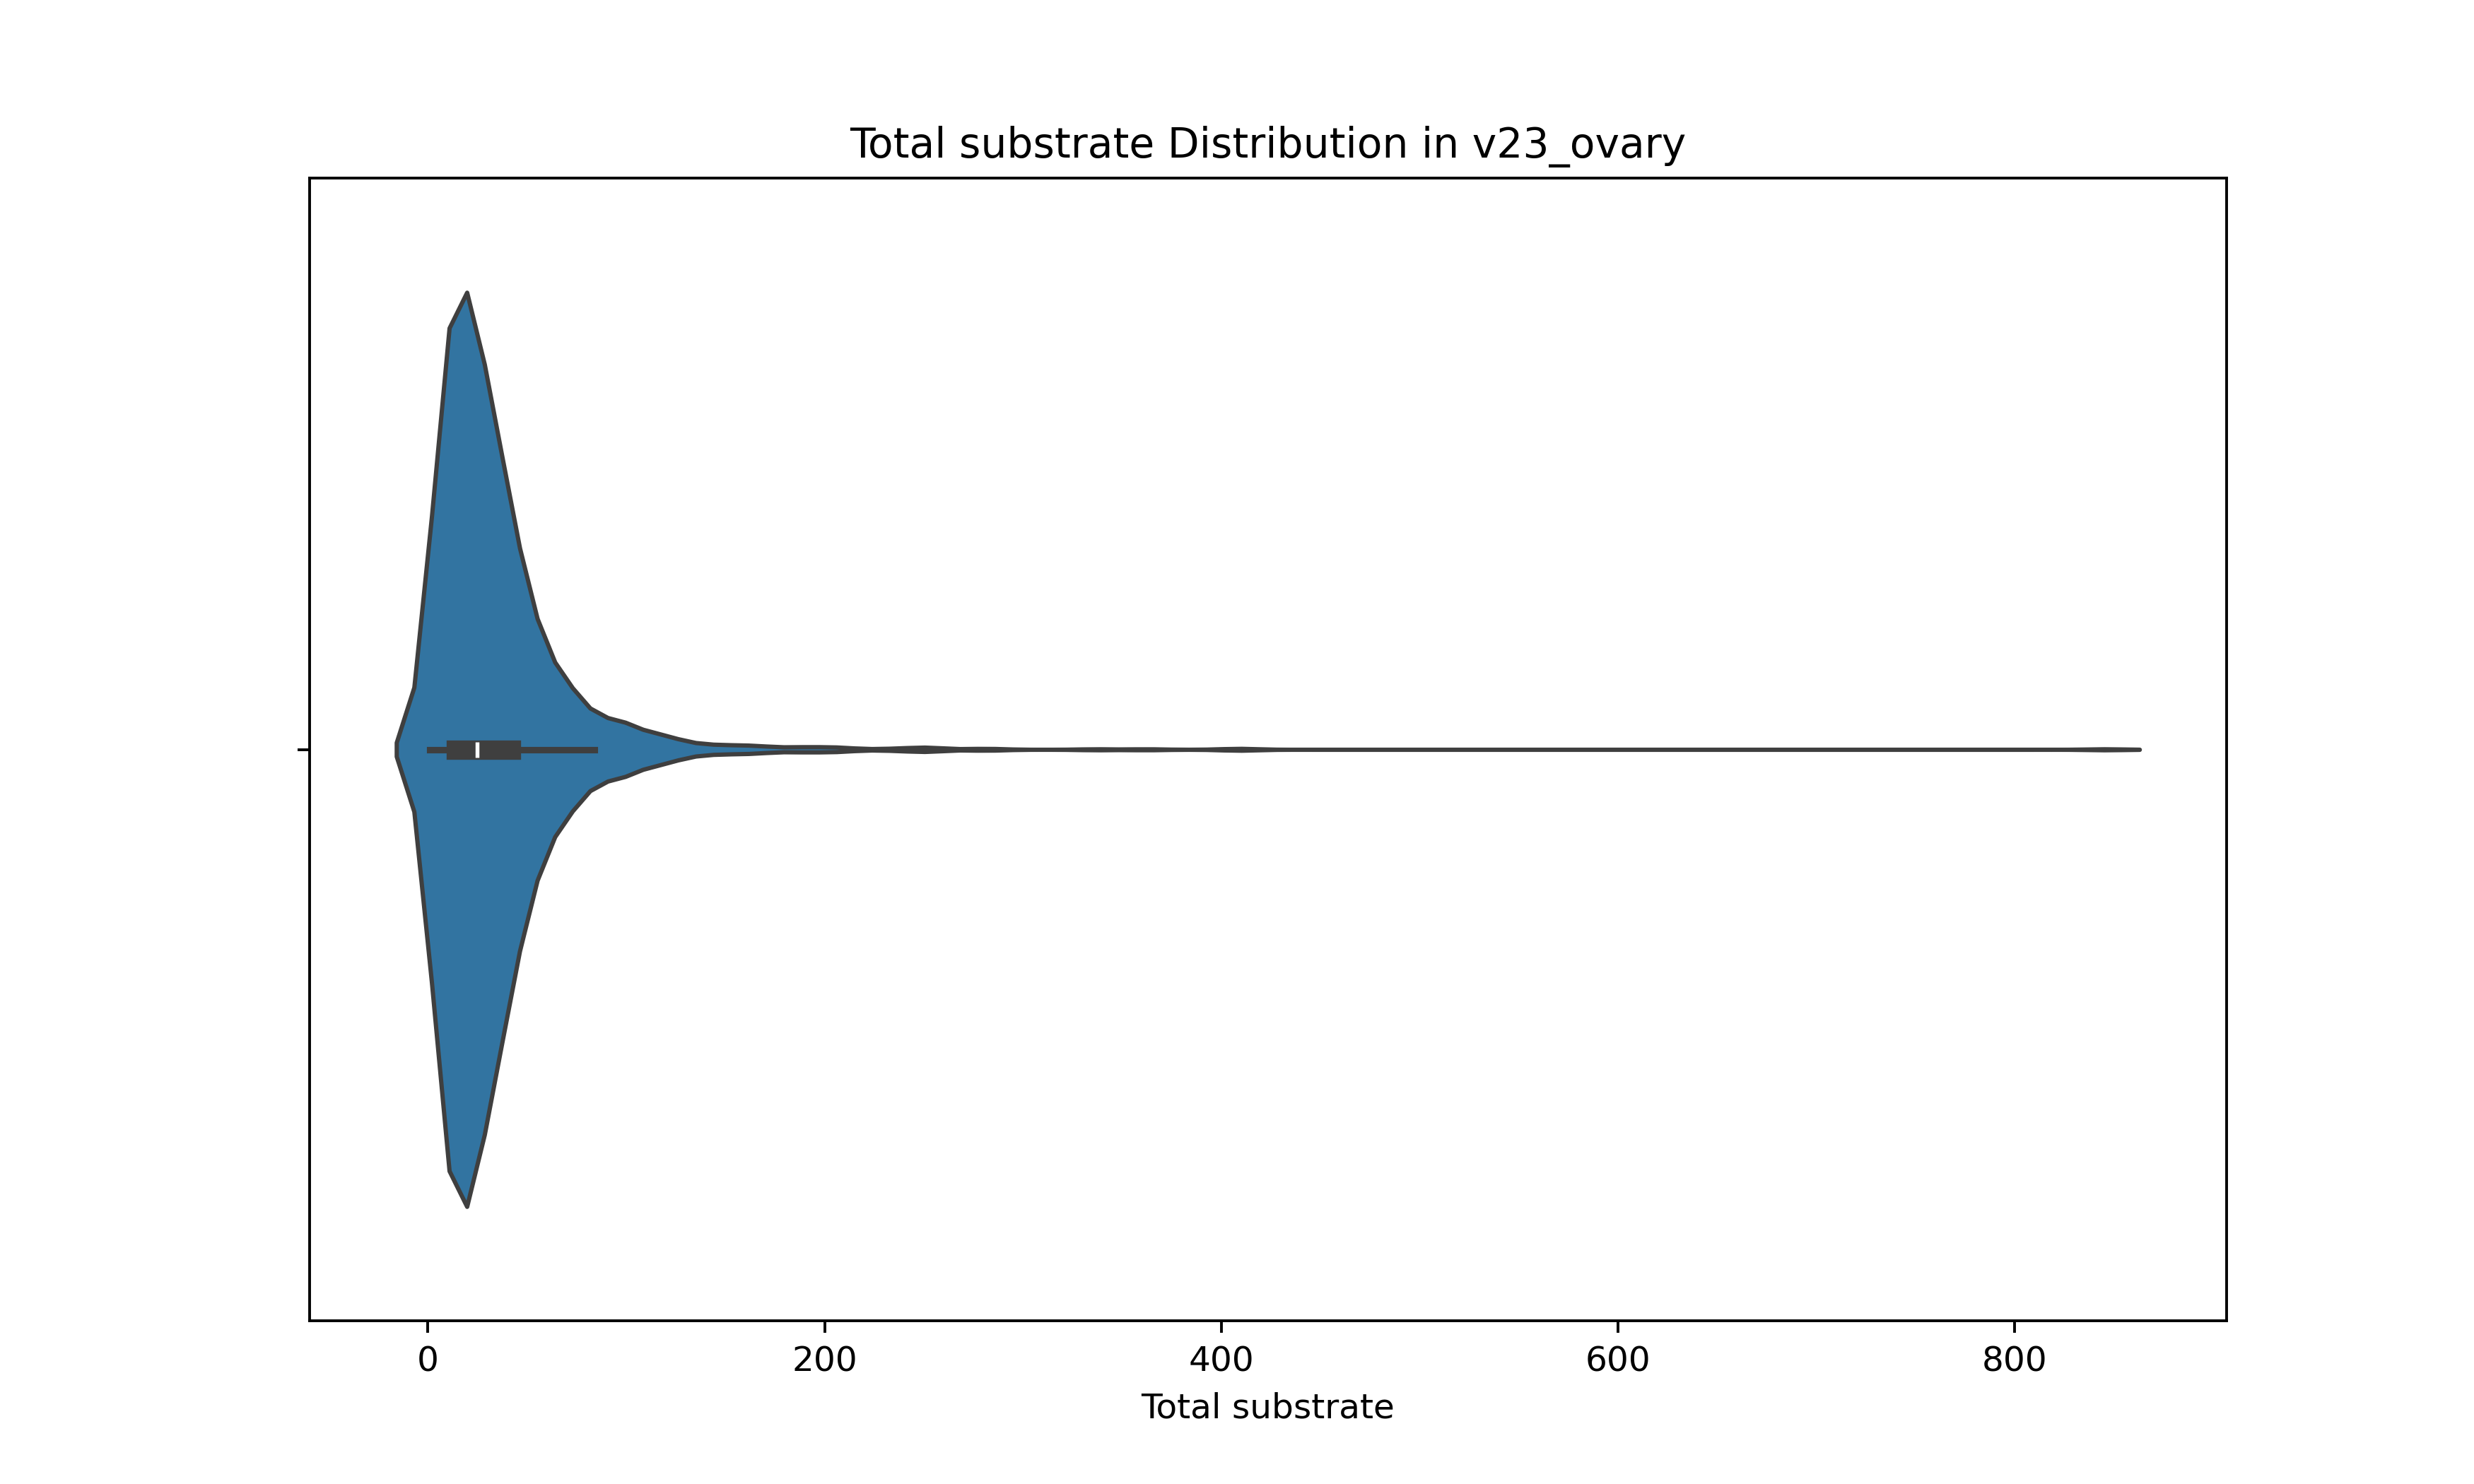 Total substrate Distribution in v23_ovary
0 200 400 600 800
Total substrate